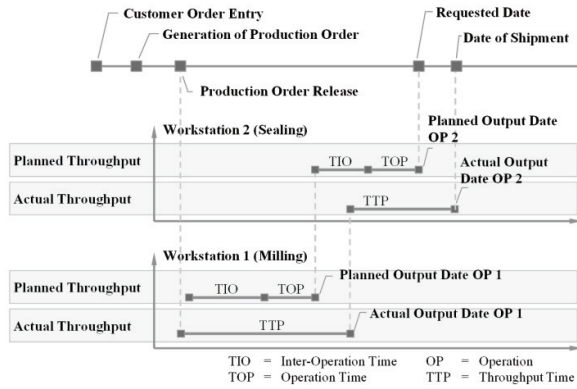 Customer Order Entry
Generation of Production Order
Requested Date
Date of Shipment
Production Order Release
Planned Output Date
OP 2
Workstation 2 (Sealing)
Planned Throughput
TIO
TOP
Actual Output
Date OP 2
Actual Throughput
TTP
Workstation 1 (Milling)
Planned Output Date OP 1
Planned Throughput
TIO
TOP
Actual Output Date OP 1
Actual Throughput
TTP
TIO = Inter-Operation Time OP = Operation
TOP = Operation Time TTP = Throughput Time